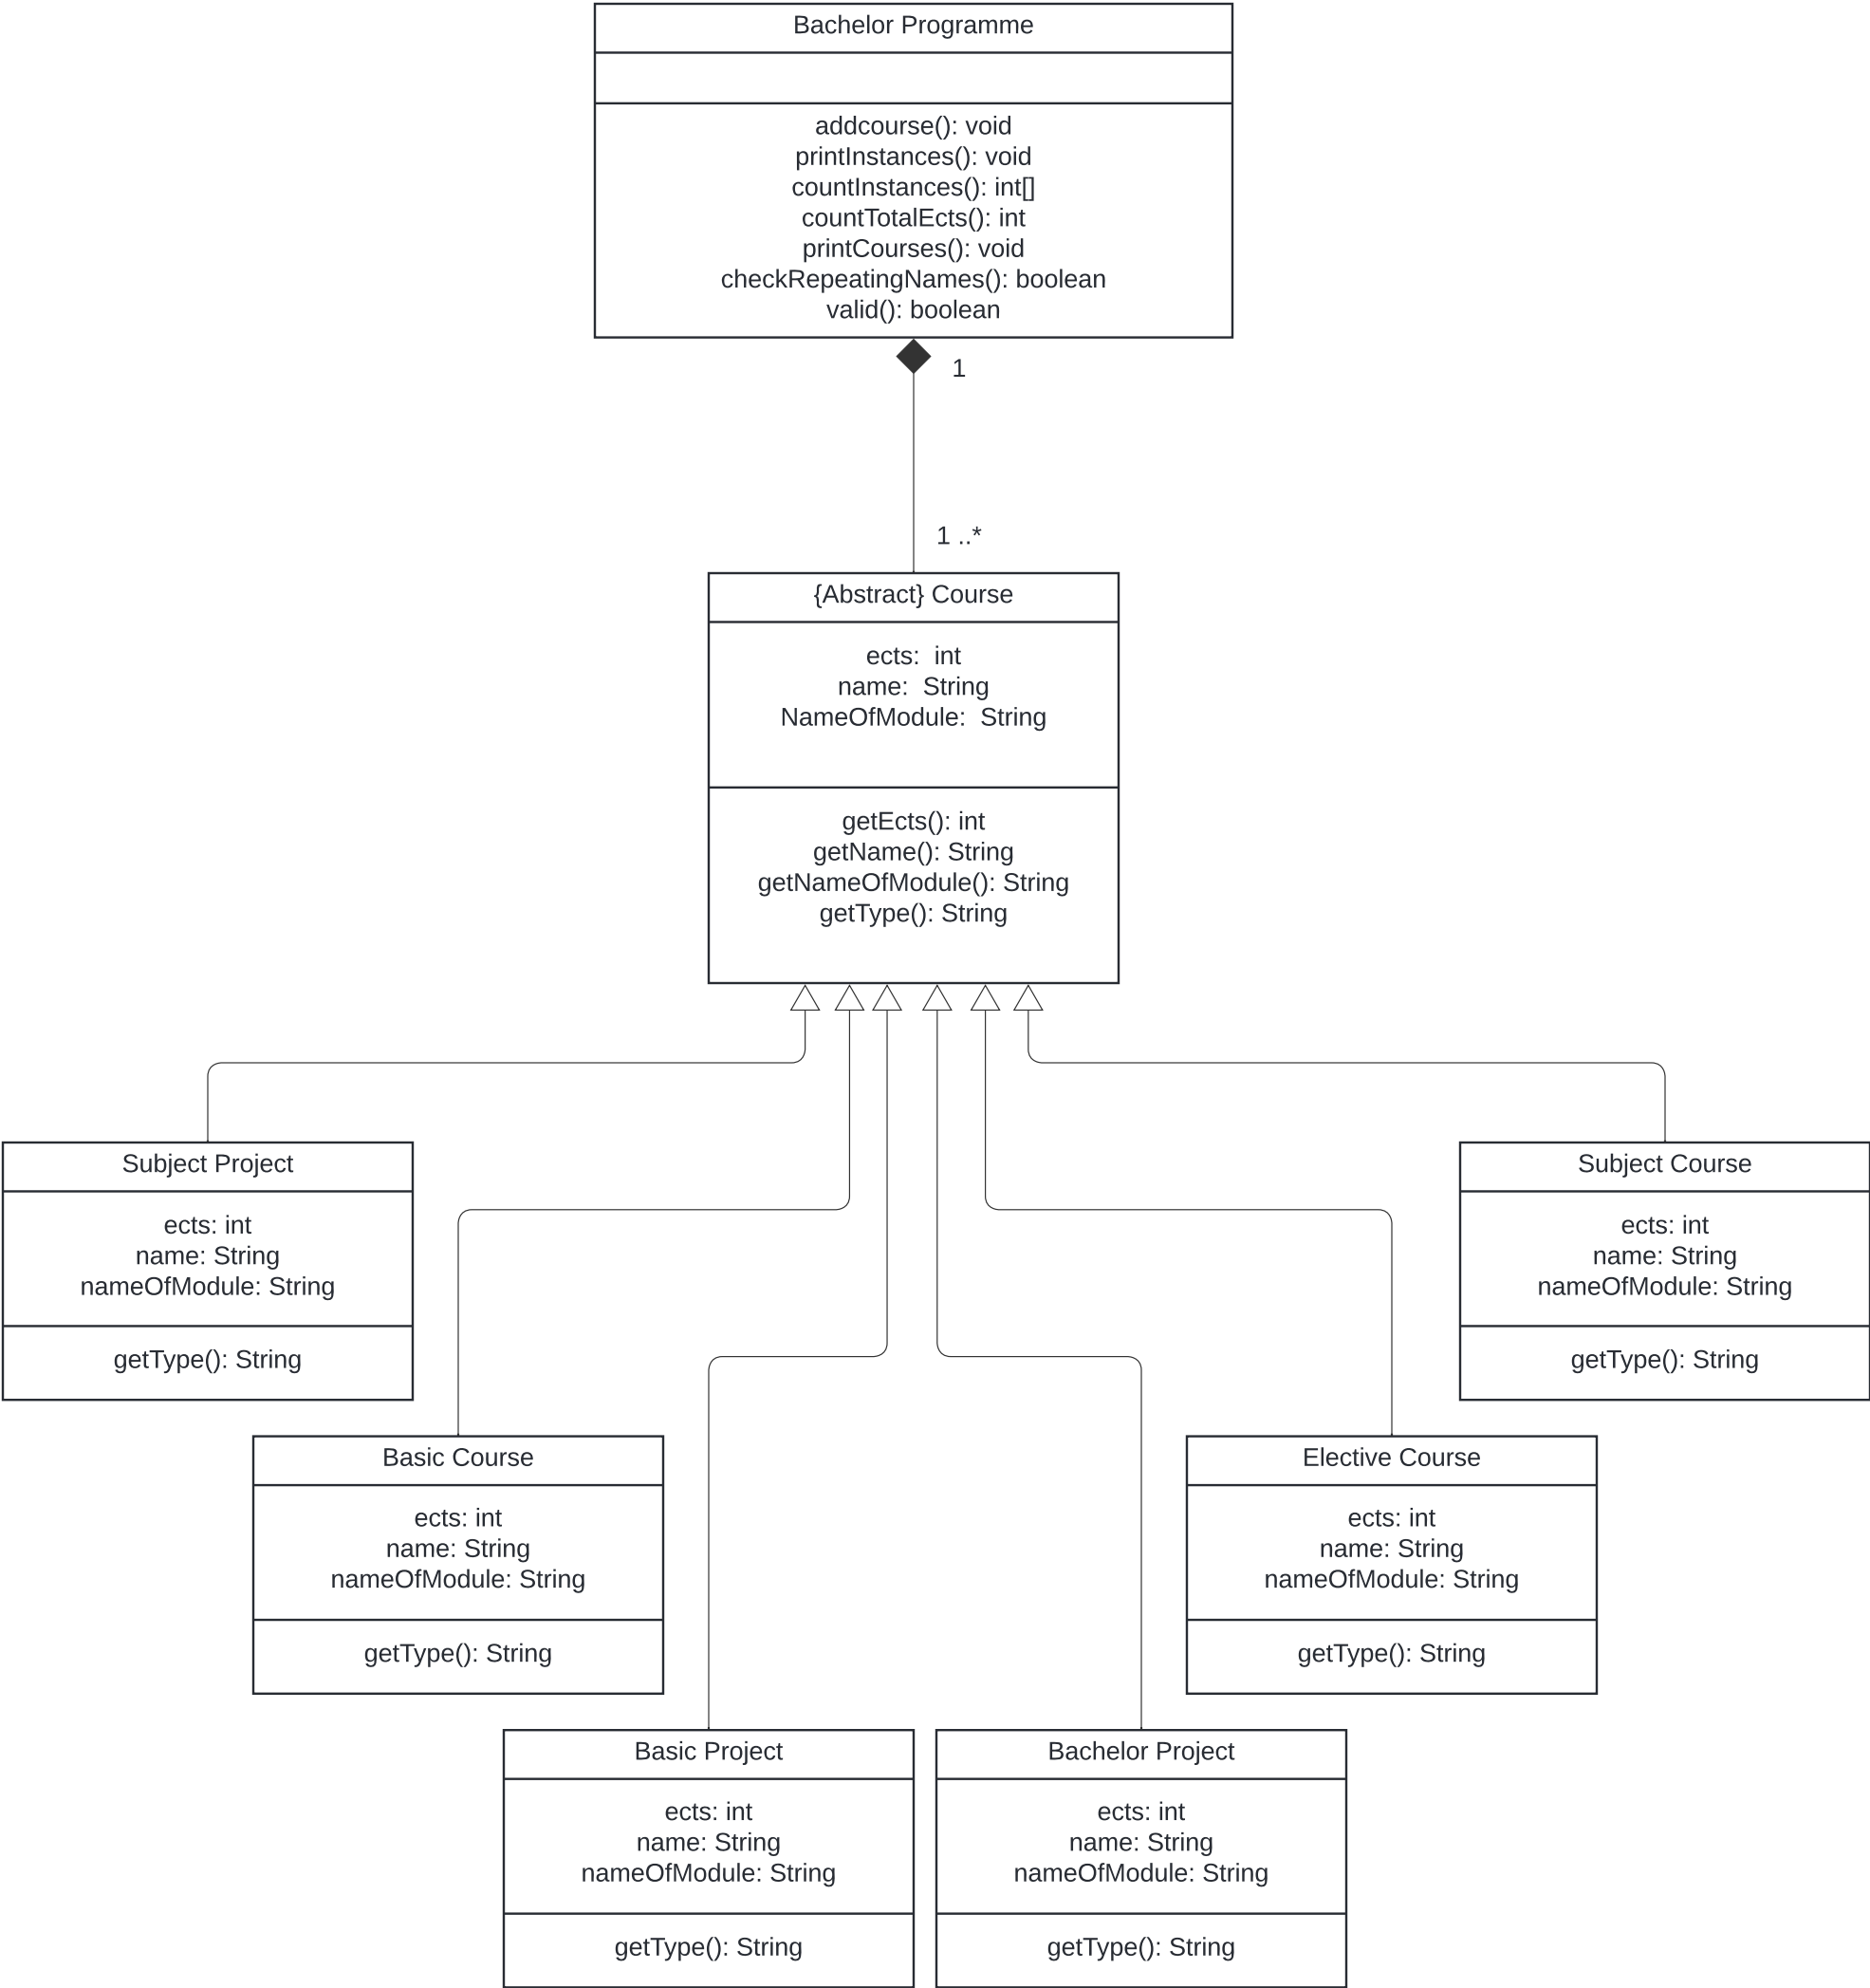 Bachelor Programme
addcourse(): void
printInstances(): void
countInstances(): int[]
countTotalEcts(): int
printCourses(): void
checkRepeatingNames(): boolean
valid(): boolean
1
1 ..*
{Abstract} Course
ects:  int
name:  String
NameOfModule:  String
getEcts(): int
getName(): String
getNameOfModule(): String
getType(): String
Subject Project
ects: int
name: String
nameOfModule: String
getType(): String
Subject Course
ects: int
name: String
nameOfModule: String
getType(): String
Basic Course
ects: int
name: String
nameOfModule: String
getType(): String
Elective Course
ects: int
name: String
nameOfModule: String
getType(): String
Basic Project
ects: int
name: String
nameOfModule: String
getType(): String
Bachelor Project
ects: int
name: String
nameOfModule: String
getType(): String